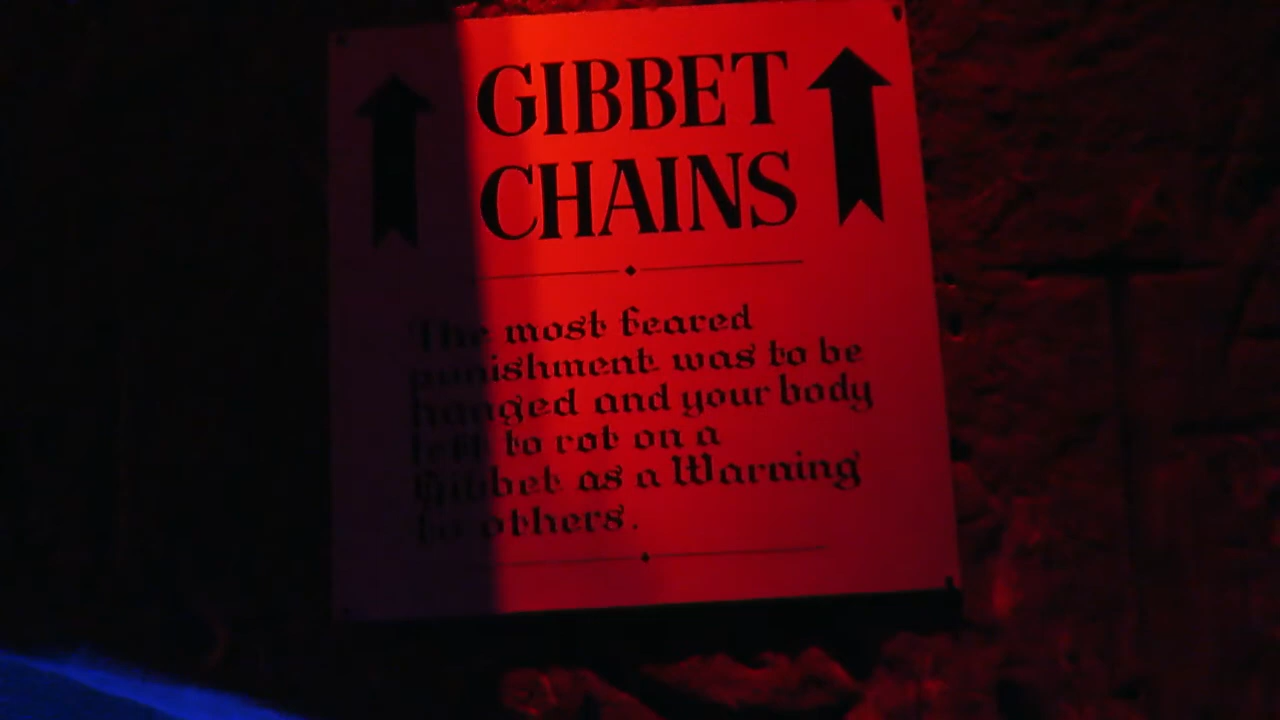 GIBBET
CHAINS
The most feared
punishment was to be
hanged and your body
left to rot on a
Gibbet as a Warning
to others.